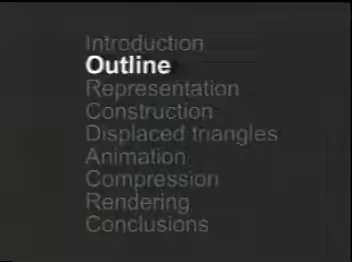 Introduction
Outline
Representation
Construction
Displaced triangles
Animation
Compression
Rendering
Conclusions